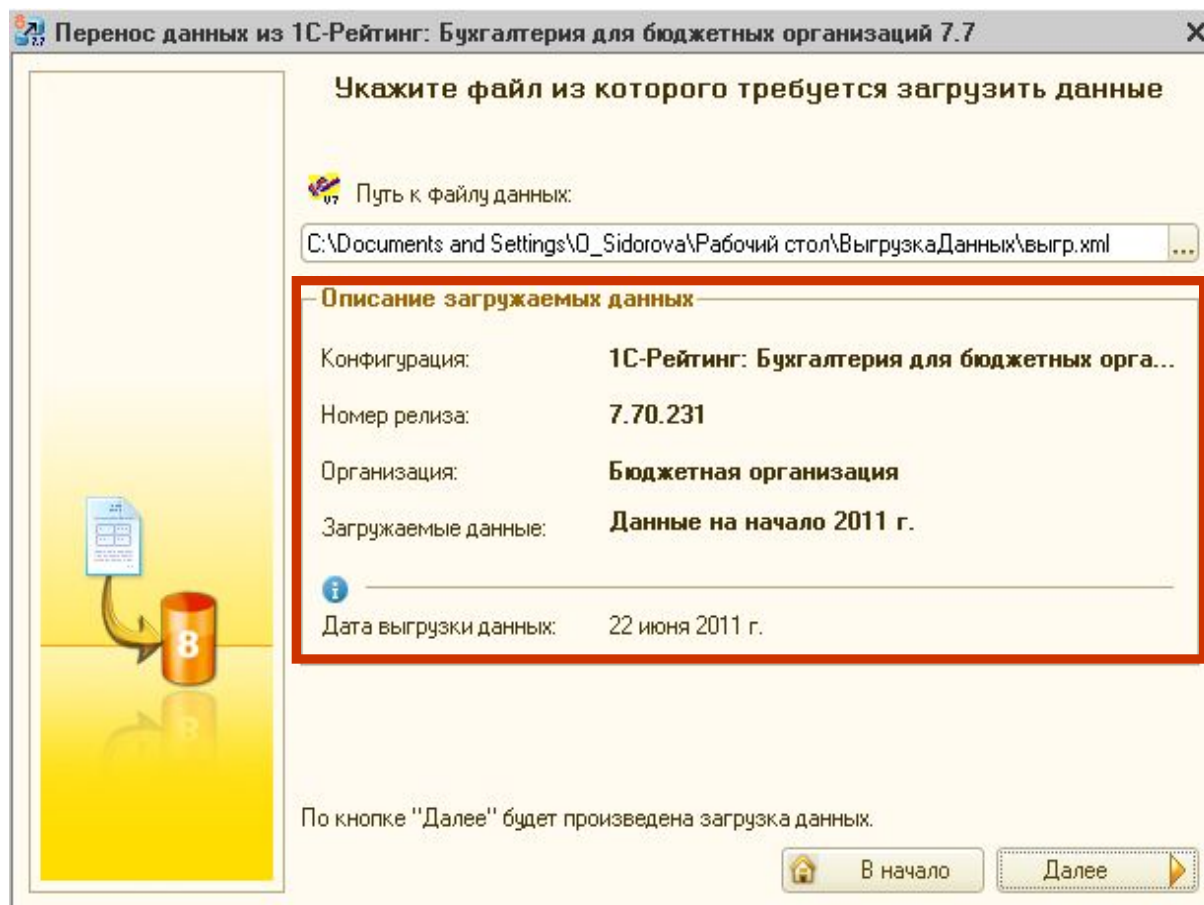 Перенос данных из 1С-Рейтинг: Бухгалтерия для бюджетных организаций 7.7
Укажите файл из которого требуется загрузить данные
Путь к файлу данных:
C:\Documents and Settings\O_Sidorova\Рабочий стол\ВыгрузкаДанных\выгр.xml ...
Описание загружаемых данных
Конфигурация: 1С-Рейтинг: Бухгалтерия для бюджетных орга...
Номер релиза: 7.70.231
Организация: Бюджетная организация
Загружаемые данные: Данные на начало 2011 г.
Дата выгрузки данных: 22 июня 2011 г.
8
По кнопке "Далее" будет произведена загрузка данных.
В начало Далее